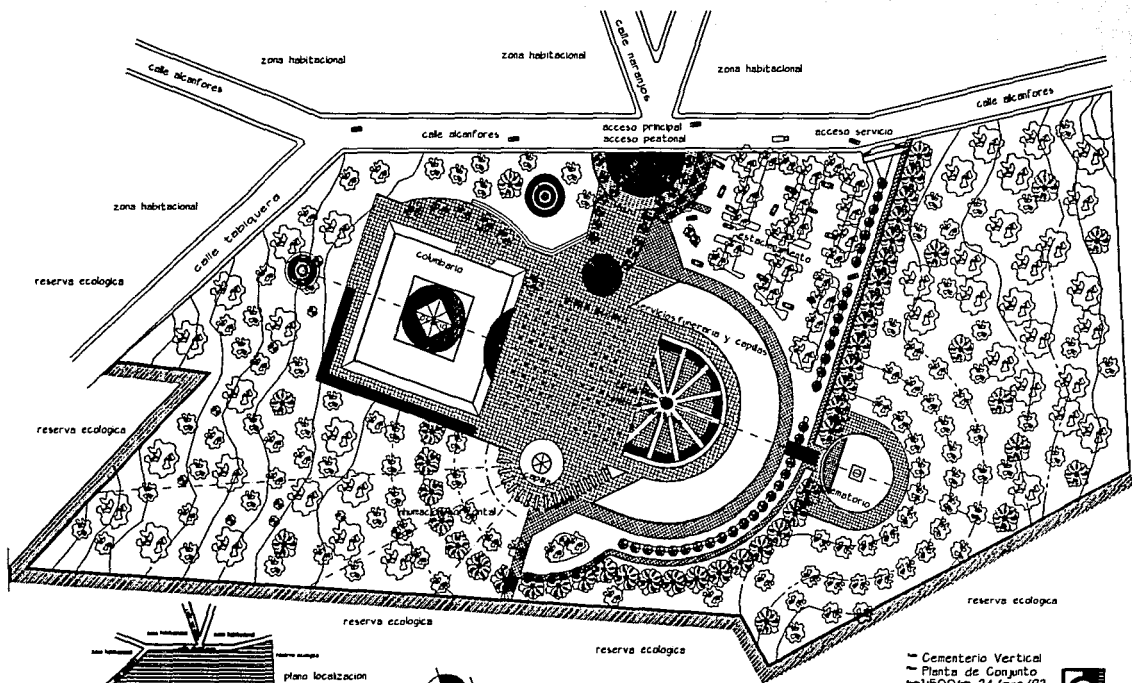 zona habitacional
zona habitacional
calle naranjos
zona habitacional
calle alcanfores
calle alcanfores
calle alcanfores
acceso principal
acceso peatonal
acceso servicio
zona habitacional
calle tabiquera
reserva ecologica
columbario
estacionamiento
servicios funeraria y capillas
reserva ecologica
reserva ecologica
reserva ecologica
reserva ecologica
plano localizacion
Cementerio Vertical
Planta de Conjunto